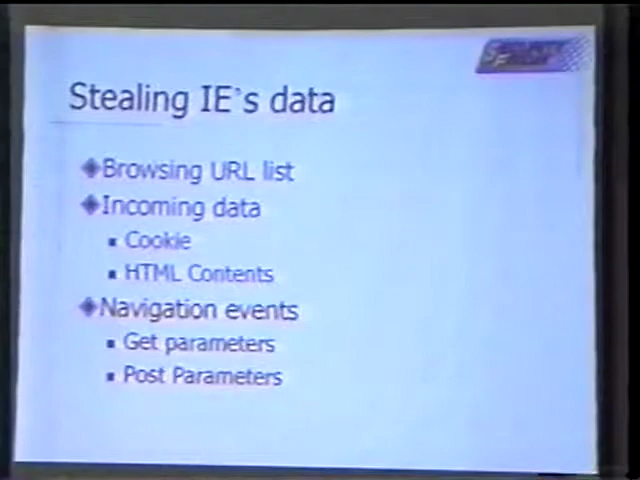 Stealing IE's data
Browsing URL list
Incoming data
Cookie
HTML Contents
Navigation events
Get parameters
Post Parameters